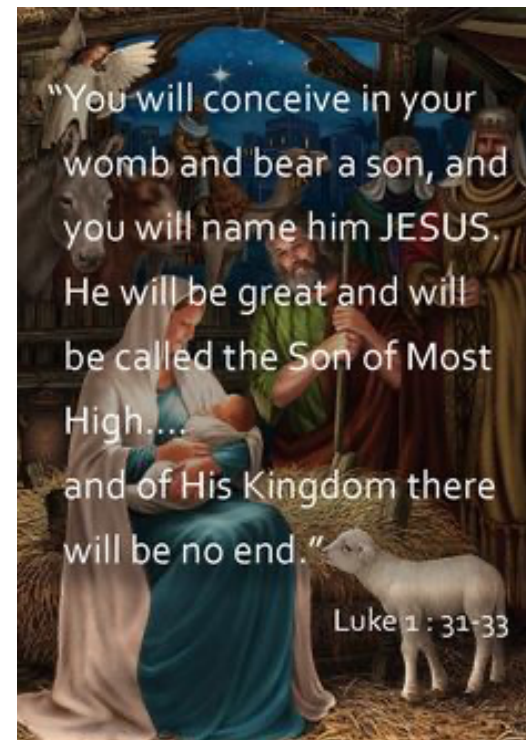 “You will conceive in your
womb and bear a son, and
you will name him JESUS.
He will be great and will
be called the Son of Most
High....
and of His Kingdom there
will be no end.”
Luke 1 : 31-33